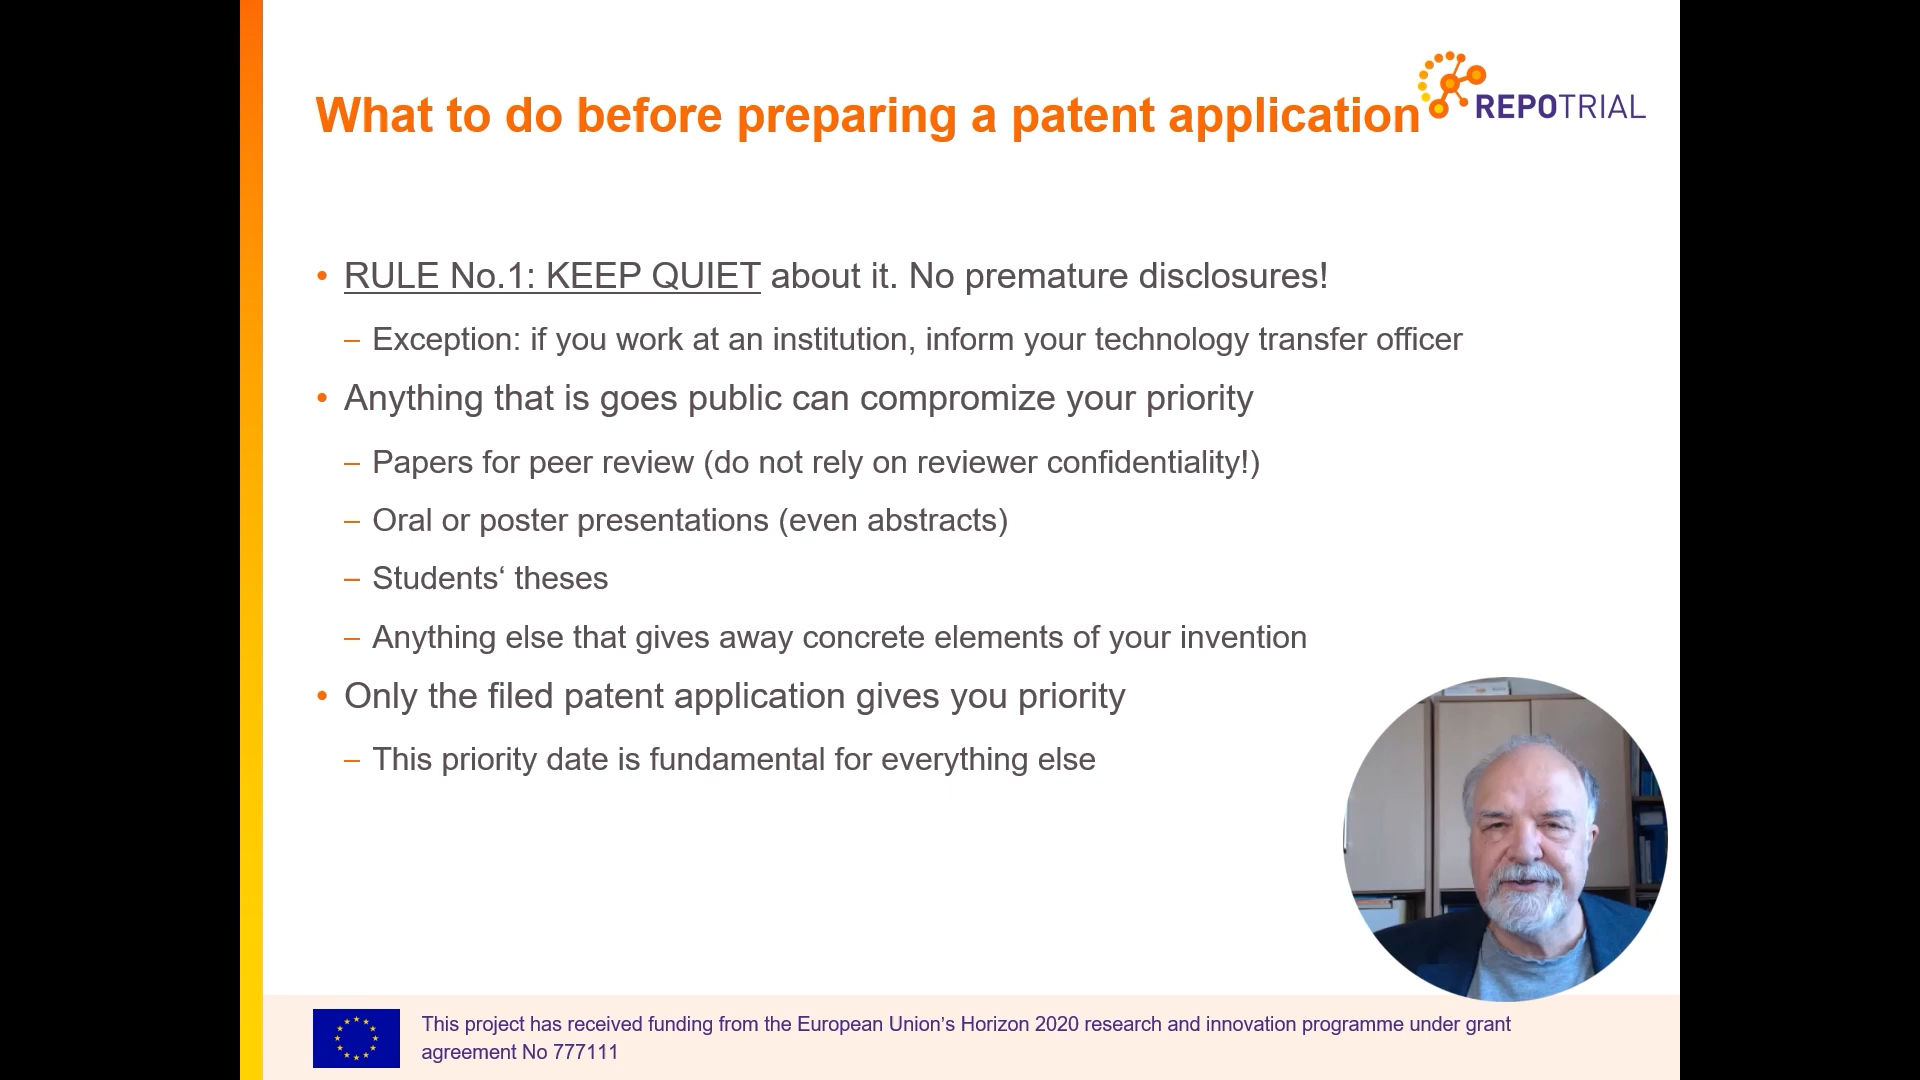 What to do before preparing a patent application
REPOTRIAL
• RULE No.1: KEEP QUIET about it. No premature disclosures!
– Exception: if you work at an institution, inform your technology transfer officer
• Anything that is goes public can compromize your priority
– Papers for peer review (do not rely on reviewer confidentiality!)
– Oral or poster presentations (even abstracts)
– Students‘ theses
– Anything else that gives away concrete elements of your invention
• Only the filed patent application gives you priority
– This priority date is fundamental for everything else
This project has received funding from the European Union’s Horizon 2020 research and innovation programme under grant
agreement No 777111